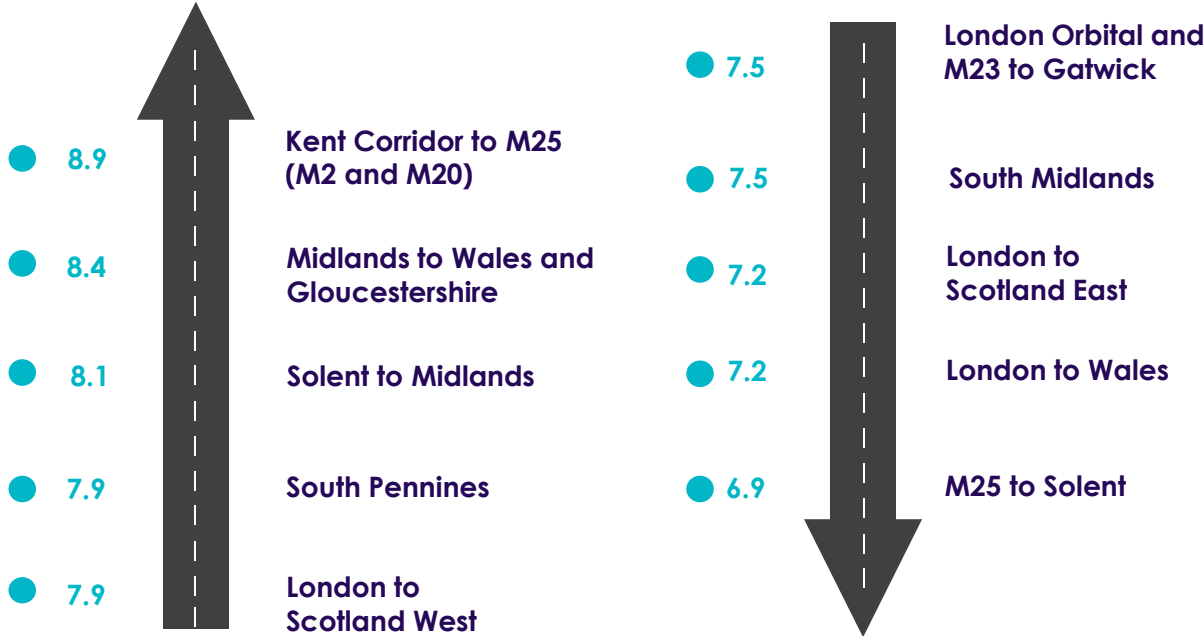 8.9
Kent Corridor to M25
(M2 and M20)
8.4
Midlands to Wales and
Gloucestershire
8.1
Solent to Midlands
7.9
South Pennines
7.9
London to
Scotland West
7.5
London Orbital and
M23 to Gatwick
7.5
South Midlands
7.2
London to
Scotland East
7.2
London to Wales
6.9
M25 to Solent